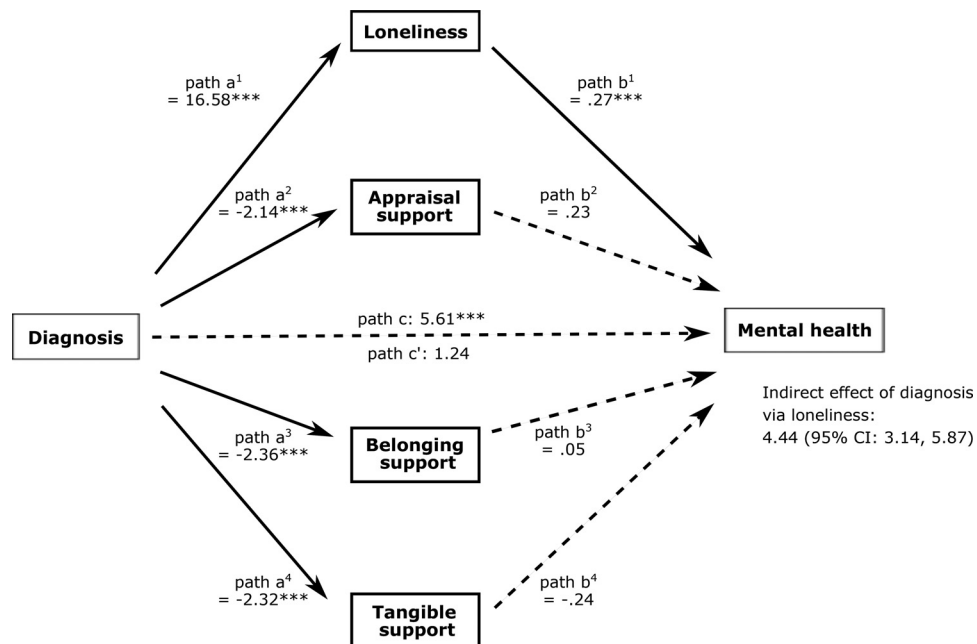 Loneliness
path a¹
= 16.58***
path b¹
= .27***
path a²
= -2.14***
Appraisal
support
path b²
= .23
Diagnosis
path c: 5.61***
path c': 1.24
Mental health
Indirect effect of diagnosis
via loneliness:
4.44 (95% CI: 3.14, 5.87)
path a³
= -2.36***
Belonging
support
path b³
= .05
path a⁴
= -2.32***
Tangible
support
path b⁴
= -.24